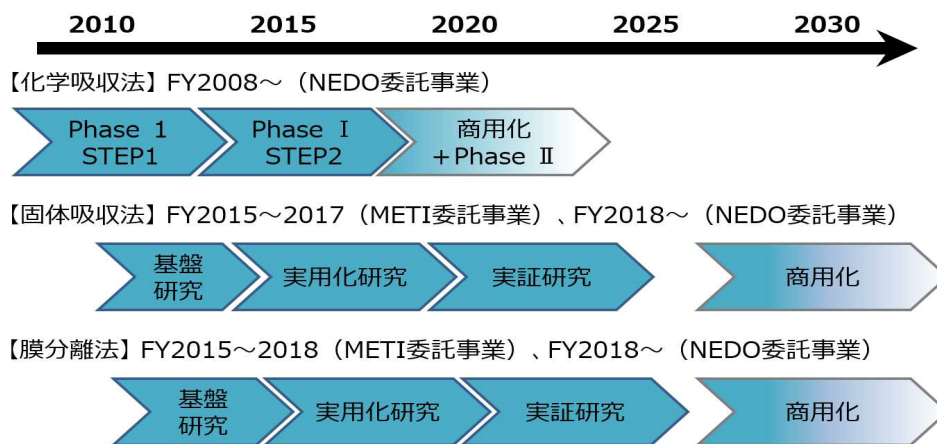 2010 2015 2020 2025 2030
【化学吸収法】FY2008～（NEDO委託事業）
Phase 1
STEP1
Phase Ⅰ
STEP2
商用化
＋Phase Ⅱ
【固体吸収法】FY2015～2017（METI委託事業）、FY2018～（NEDO委託事業）
基盤
研究
実用化研究
実証研究
商用化
【膜分離法】FY2015～2018（METI委託事業）、FY2018～（NEDO委託事業）
基盤
研究
実用化研究
実証研究
商用化